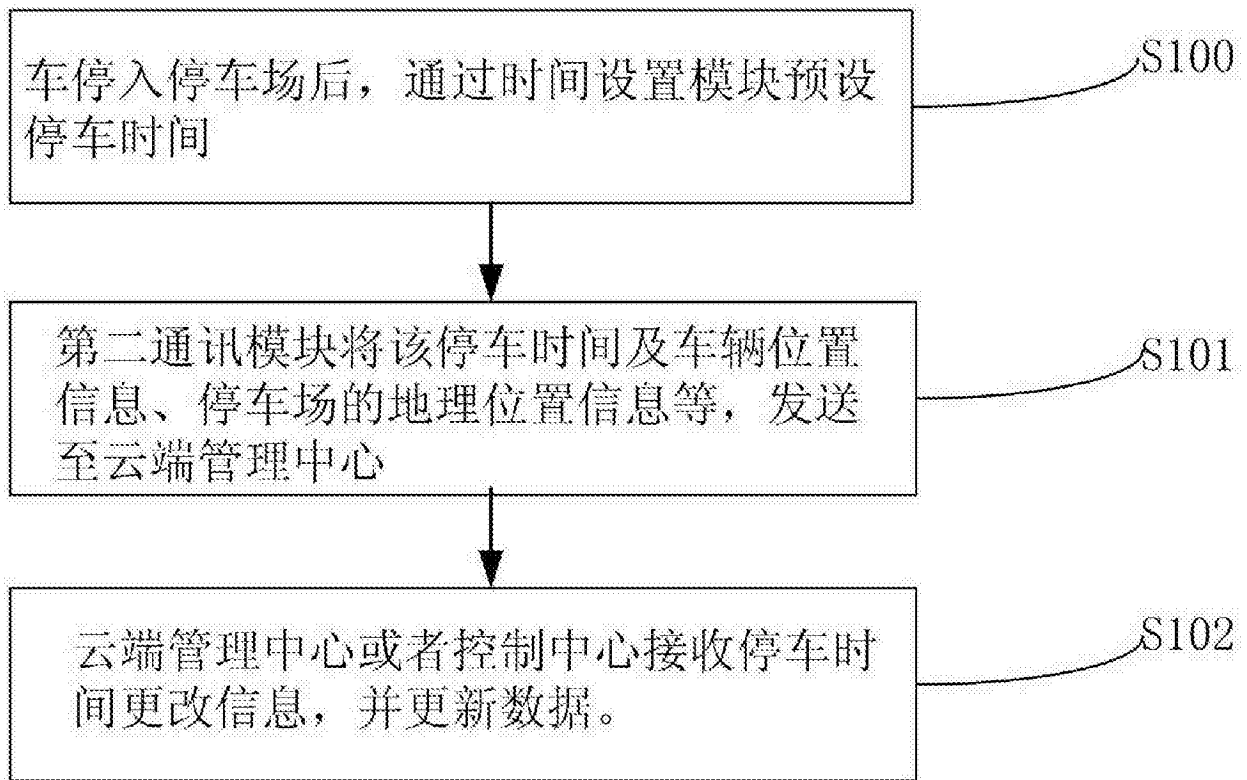 车停入停车场后，通过时间设置模块预设
停车时间
S100
第二通讯模块将该停车时间及车辆位置
信息、停车场的地理位置信息等，发送
至云端管理中心
S101
云端管理中心或者控制中心接收停车时
间更改信息，并更新数据。
S102